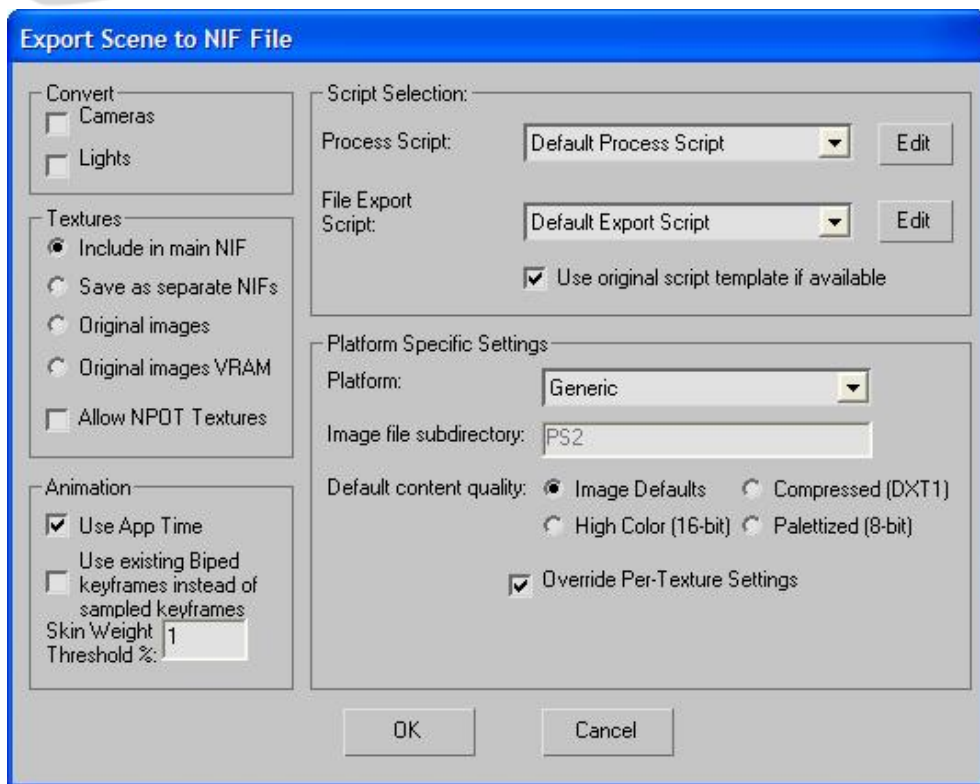 Export Scene to NIF File
Convert
Cameras
Lights
Textures
Include in main NIF
Save as separate NIFs
Original images
Original images VRAM
Allow NPOT Textures
Animation
Use App Time
Use existing Biped
keyframes instead of
sampled keyframes
Skin Weight
Threshold %:
1
Script Selection:
Process Script:
Default Process Script
Edit
File Export
Script:
Default Export Script
Edit
Use original script template if available
Platform Specific Settings
Platform:
Generic
Image file subdirectory:
PS2
Default content quality:
Image Defaults
Compressed (DXT1)
High Color (16-bit)
Palettized (8-bit)
Override Per-Texture Settings
OK
Cancel